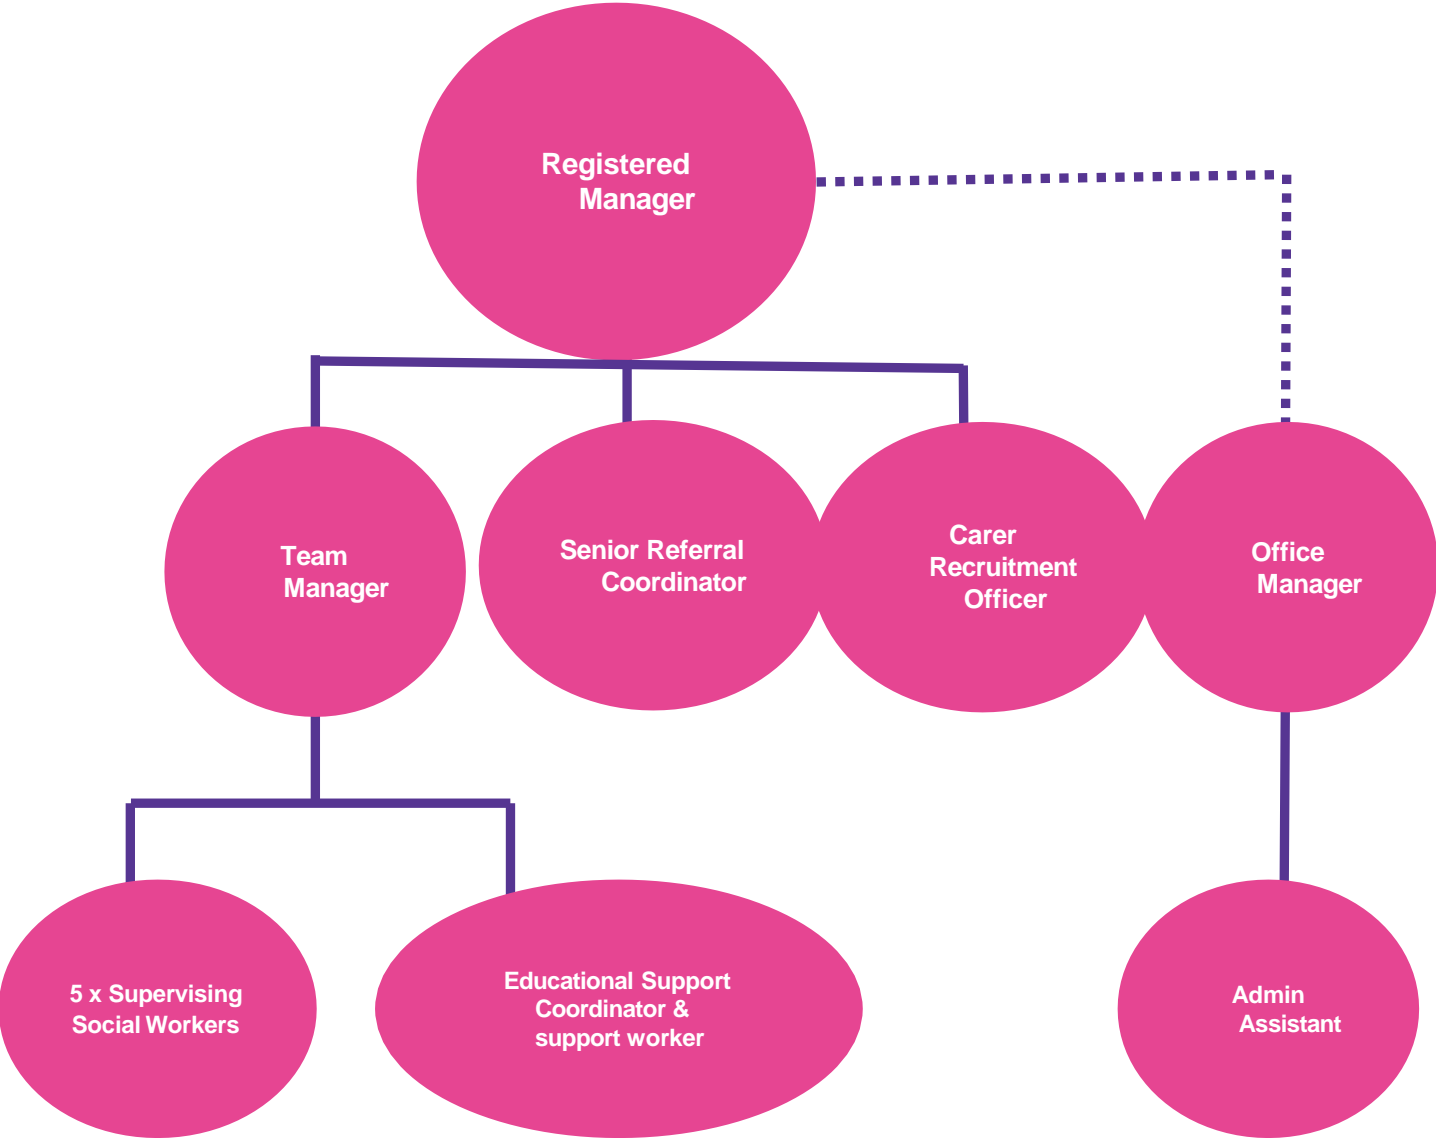 Registered
Manager
Team
Manager
Senior Referral
Coordinator
Carer
Recruitment
Officer
Office
Manager
5 x Supervising
Social Workers
Educational Support
Coordinator &
support worker
Admin
Assistant